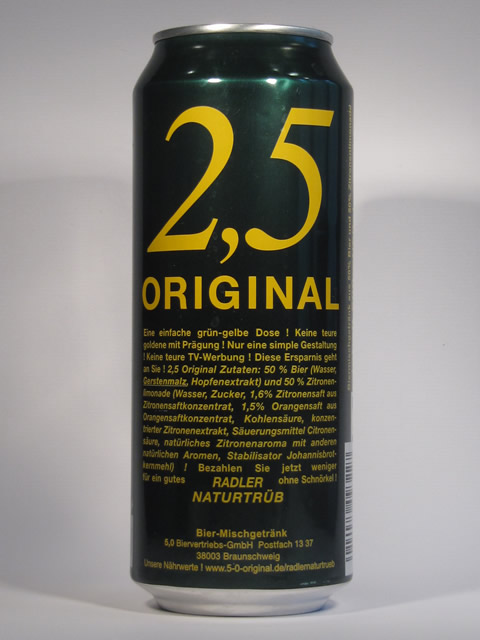 2,5
ORIGINAL
Eine einfache grün-gelbe Dose ! Keine teure
goldene mit Prägung ! Nur eine simple Gestaltung
! Keine teure TV-Werbung ! Diese Ersparnis geht
an Sie ! 2,5 Original Zutaten: 50 % Bier (Wasser,
Gerstenmalz, Hopfenextrakt) und 50 % Zitronen-
limonade (Wasser, Zucker, 1,6% Zitronensaft aus
Zitronensaftkonzentrat, 1,5% Orangensaft aus
Orangensaftkonzentrat, Kohlensäure, konzen-
trierter Zitronenextrakt, Säuerungsmittel Citronen-
säure, natürliches Zitronenaroma mit anderen
natürlichen Aromen, Stabilisator Johannisbrot-
kernmehl) ! Bezahlen Sie jetzt weniger
für ein gutes RADLER ohne Schnörkel !
NATURTRÜB
Bier-Mischgetränk
5,0 Biervertriebs-GmbH Postfach 13 37
38003 Braunschweig
Unsere Nährwerte ! www.5-0-original.de/radlernaturtrueb